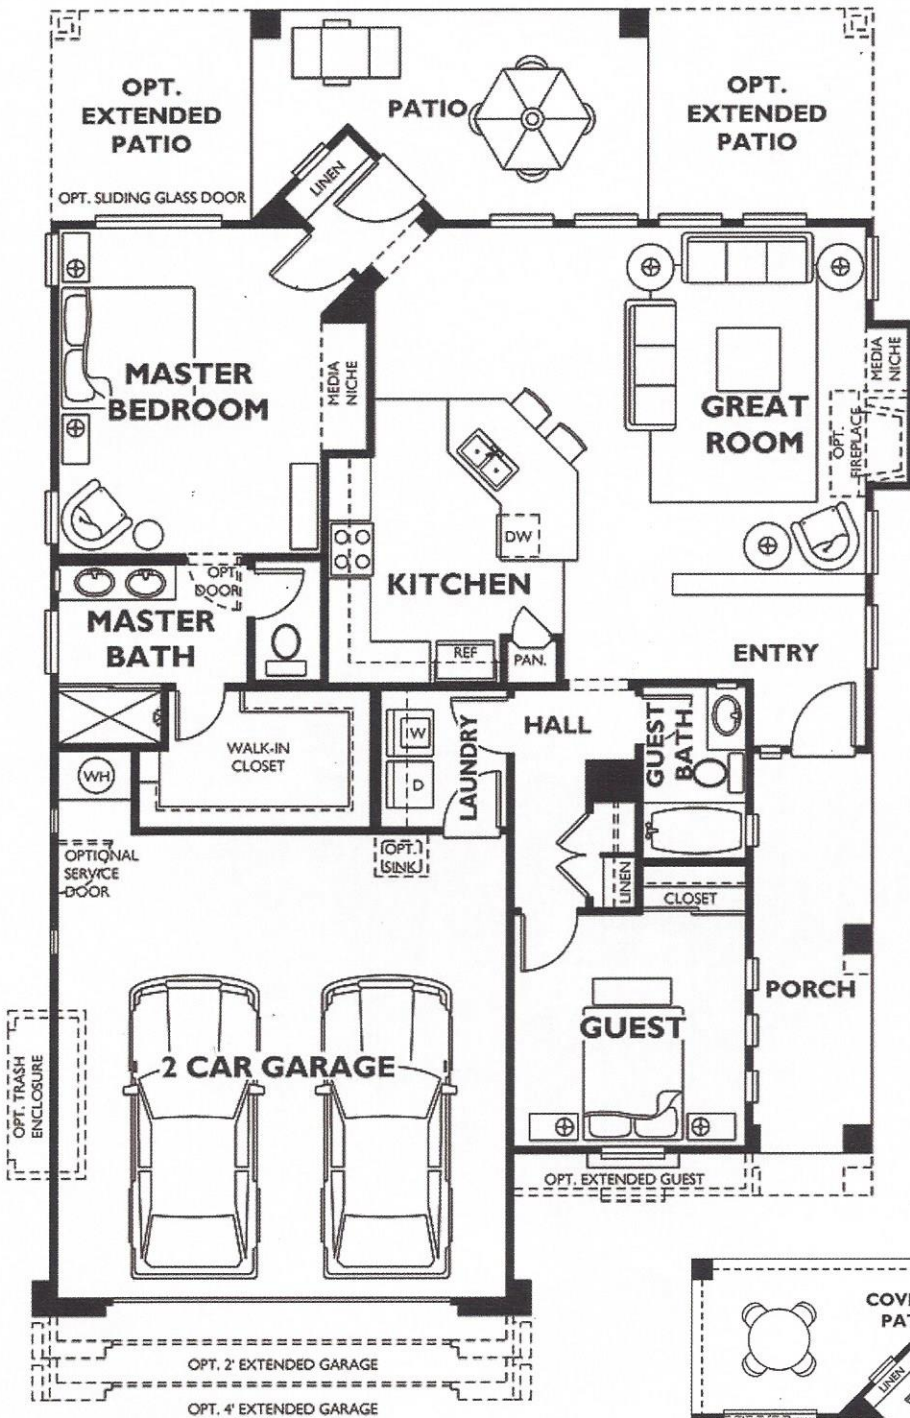 OPT.
EXTENDED
PATIO
PATIO
OPT.
EXTENDED
PATIO
LINEN
OPT. SLIDING GLASS DOOR
MASTER
BEDROOM
MEDIA
NICHE
GREAT
ROOM
MEDIA
NICHE
OPT.
FIREPLACE
DW
KITCHEN
OPT.
DOOR
MASTER
BATH
REF
PAN.
ENTRY
WALK-IN
CLOSET
W
D
LAUNDRY
HALL
GUEST
BATH
WH
OPTIONAL
SERVICE
DOOR
OPT.
SINK
LINEN
CLOSET
PORCH
GUEST
2 CAR GARAGE
OPT. TRASH
ENCLOSURE
OPT. EXTENDED GUEST
OPT. 2' EXTENDED GARAGE
OPT. 4' EXTENDED GARAGE
COV
PA
LINEN